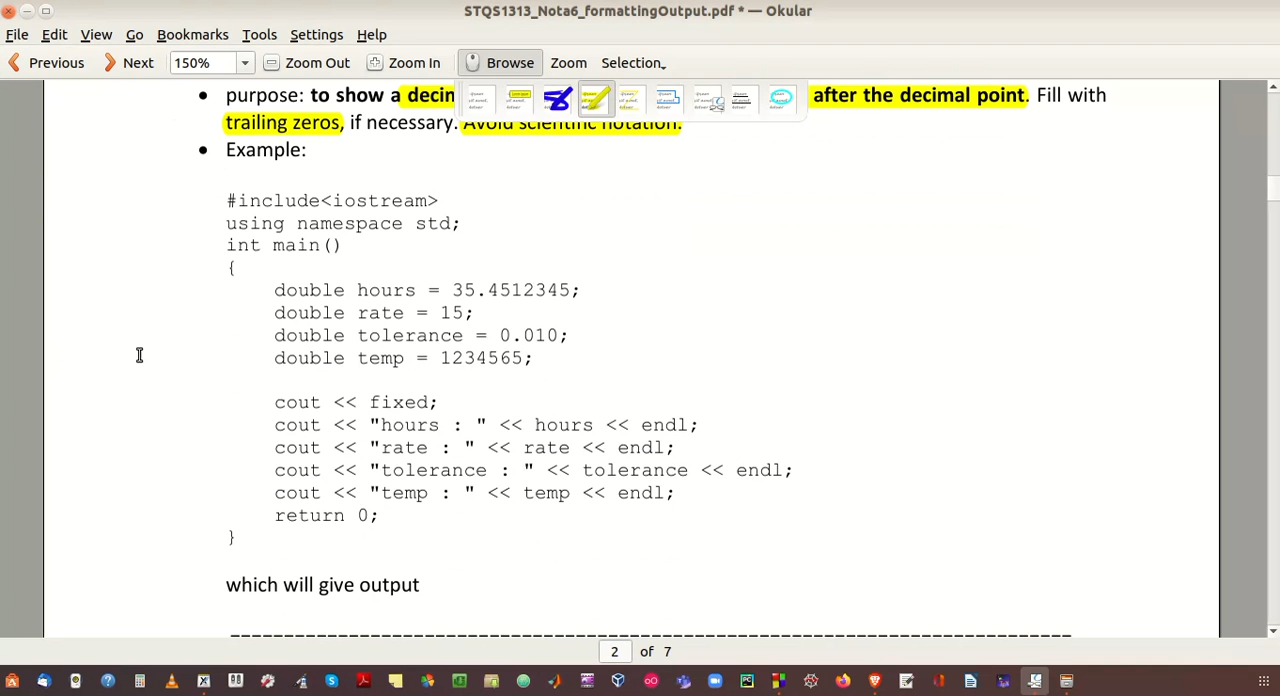 STQS1313_Nota6_formattingOutput.pdf * — Okular
File Edit View Go Bookmarks Tools Settings Help
Previous Next 150% Zoom Out Zoom In Browse Zoom Selection
• purpose: to show a decim after the decimal point. Fill with
trailing zeros, if necessary. Avoid scientific notation.
• Example:
#include<iostream>
using namespace std;
int main()
{
double hours = 35.4512345;
double rate = 15;
double tolerance = 0.010;
double temp = 1234565;
cout << fixed;
cout << "hours : " << hours << endl;
cout << "rate : " << rate << endl;
cout << "tolerance : " << tolerance << endl;
cout << "temp : " << temp << endl;
return 0;
}
which will give output
2 of 7